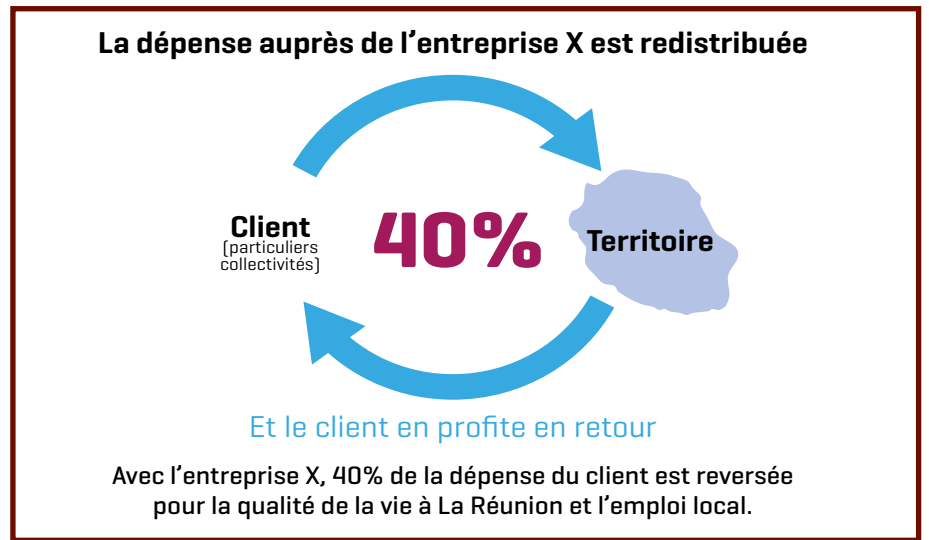 La dépense auprès de l'entreprise X est redistribuée
Client
(particuliers
collectivités)
40%
Territoire
Et le client en profite en retour
Avec l'entreprise X, 40% de la dépense du client est reversée
pour la qualité de la vie à La Réunion et l'emploi local.